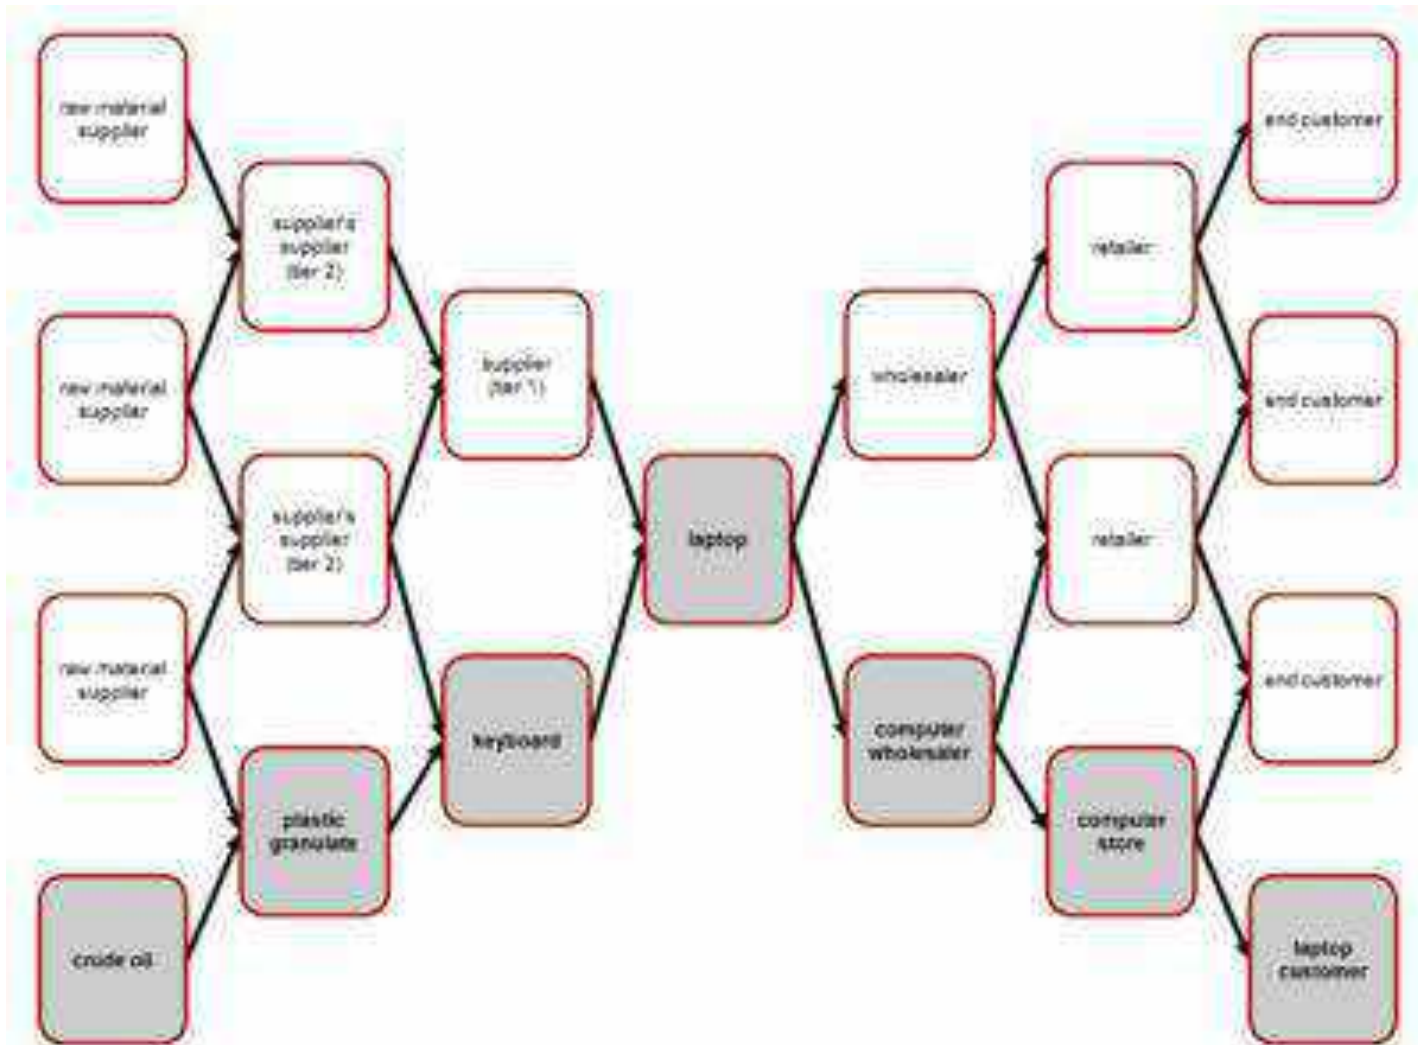 raw material
supplier
raw material
supplier
raw material
supplier
crude oil
supplier's
supplier
(tier 2)
supplier's
supplier
(tier 2)
plastic
granulate
supplier
(tier 1)
keyboard
laptop
wholesaler
computer
wholesaler
retailer
retailer
computer
store
end customer
end customer
end customer
laptop
customer